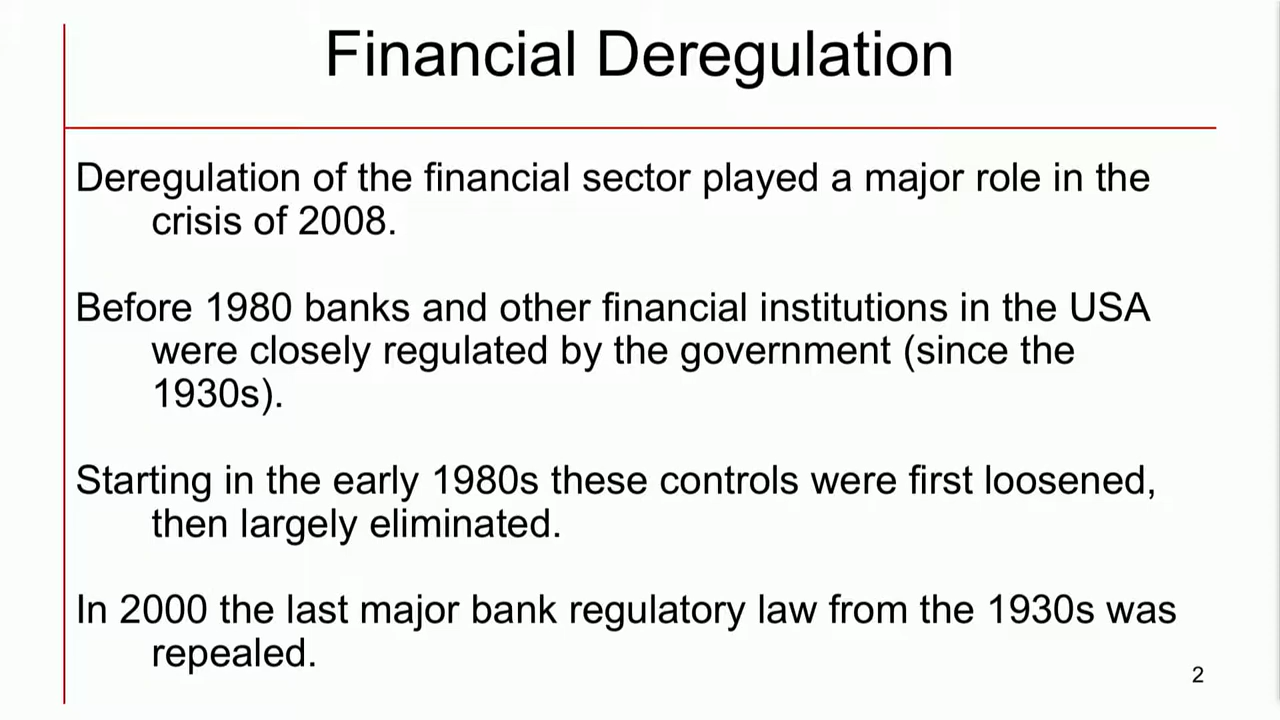 Financial Deregulation
Deregulation of the financial sector played a major role in the
crisis of 2008.
Before 1980 banks and other financial institutions in the USA
were closely regulated by the government (since the
1930s).
Starting in the early 1980s these controls were first loosened,
then largely eliminated.
In 2000 the last major bank regulatory law from the 1930s was
repealed.
2